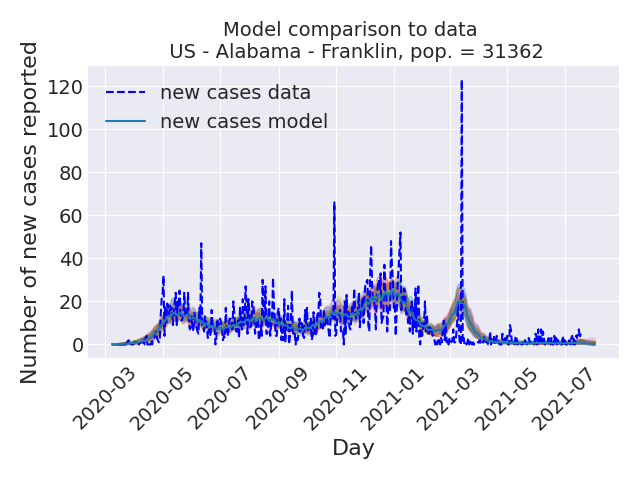 Model comparison to data
US - Alabama - Franklin, pop. = 31362
Number of new cases reported
120
100
80
60
40
20
0
new cases data
new cases model
2020-03
2020-05
2020-07
2020-09
2020-11
2021-01
2021-03
2021-05
2021-07
Day